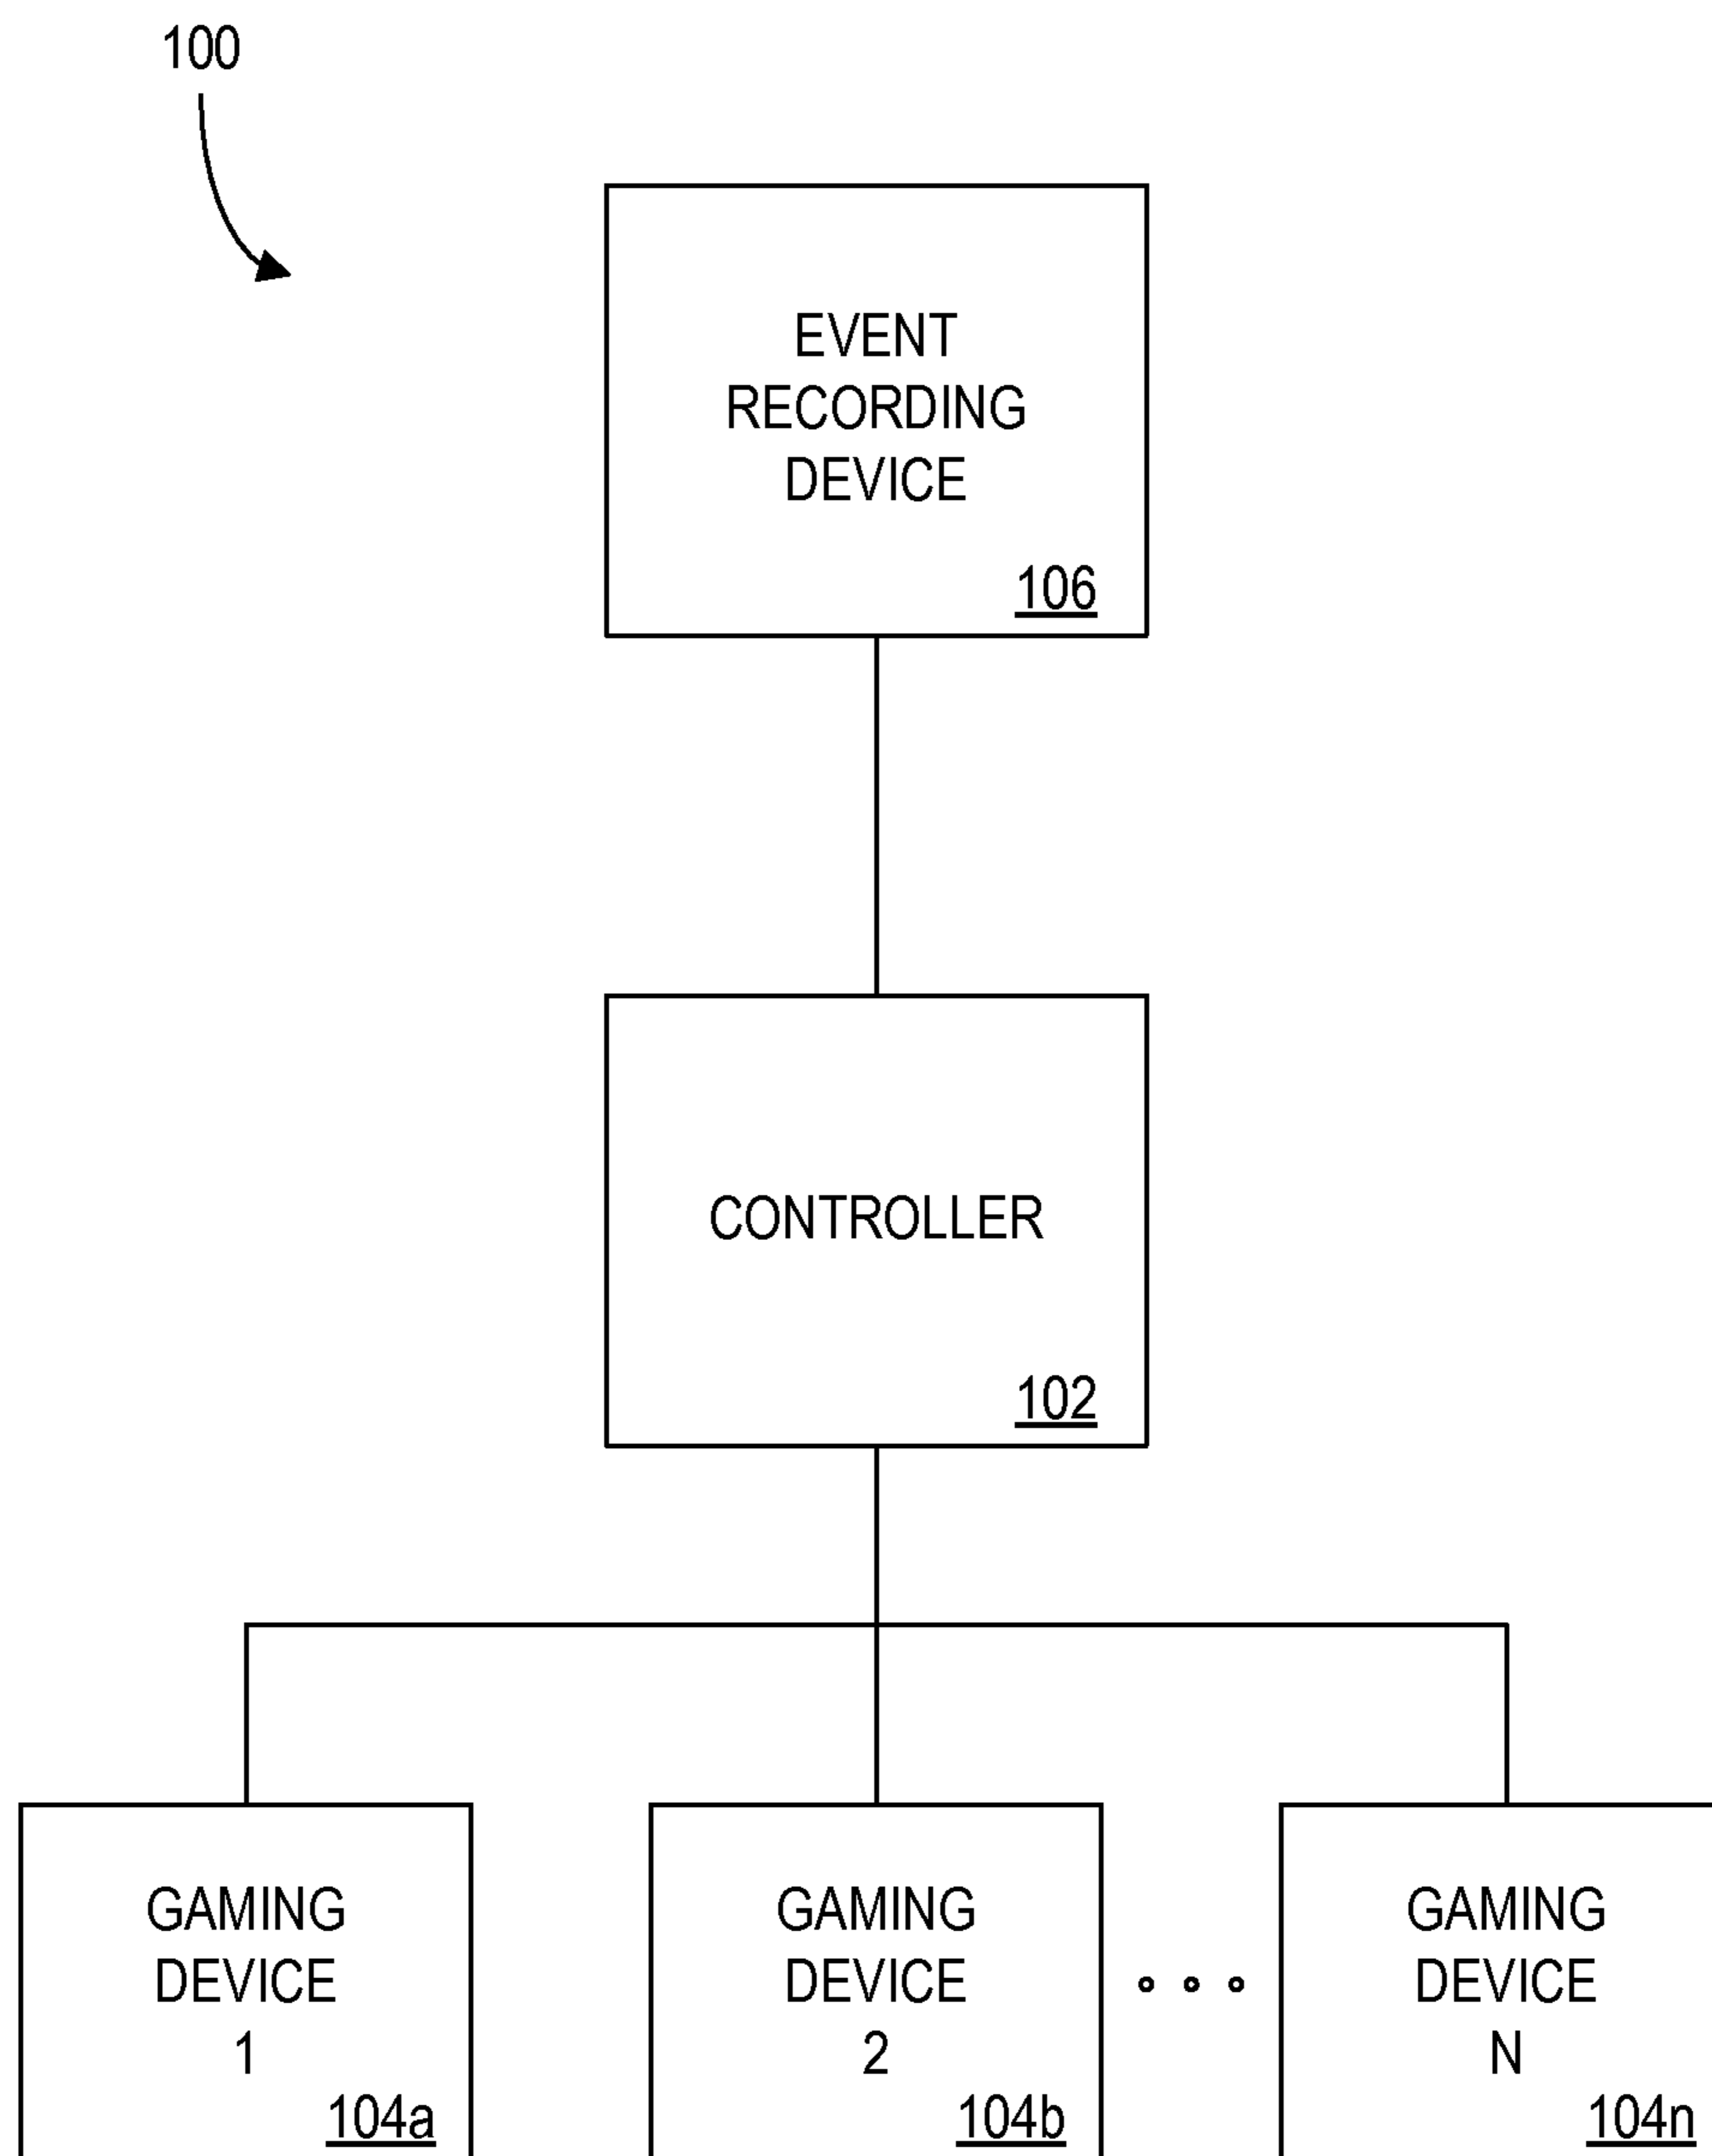 100
EVENT
RECORDING
DEVICE
106
CONTROLLER
102
GAMING
DEVICE
1
104a
GAMING
DEVICE
2
104b
GAMING
DEVICE
N
104n